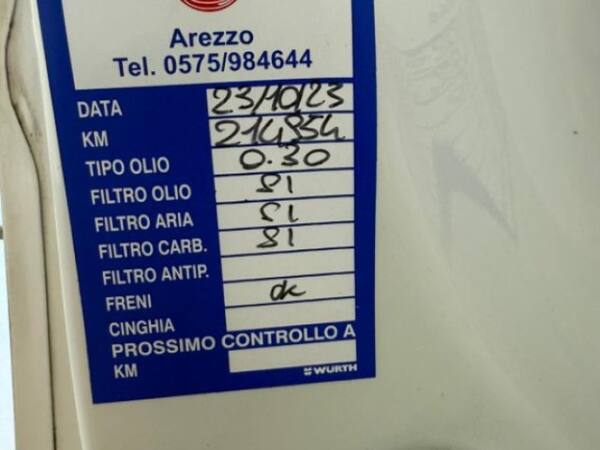 Arezzo
Tel. 0575/984644
DATA 23/10/23
KM 214854
TIPO OLIO 0.30
FILTRO OLIO SI
FILTRO ARIA SI
FILTRO CARB. SI
FILTRO ANTIP.
FRENI ok
CINGHIA
PROSSIMO CONTROLLO A
KM
WÜRTH